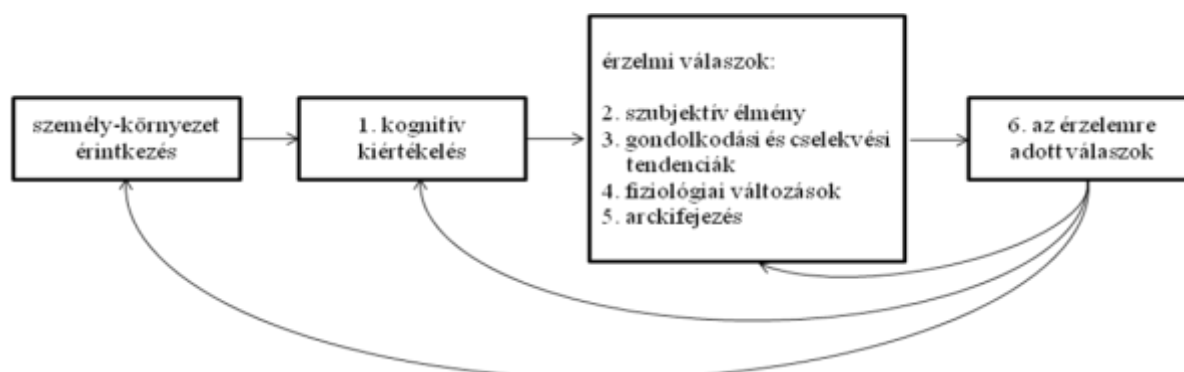 személy-környezet
érintkezés
1. kognitív
kiértékelés
érzelmi válaszok:
2. szubjektív élmény
3. gondolkodási és cselekvési
tendenciák
4. fiziológiai változások
5. arckifejezés
6. az érzelemre
adott válaszok